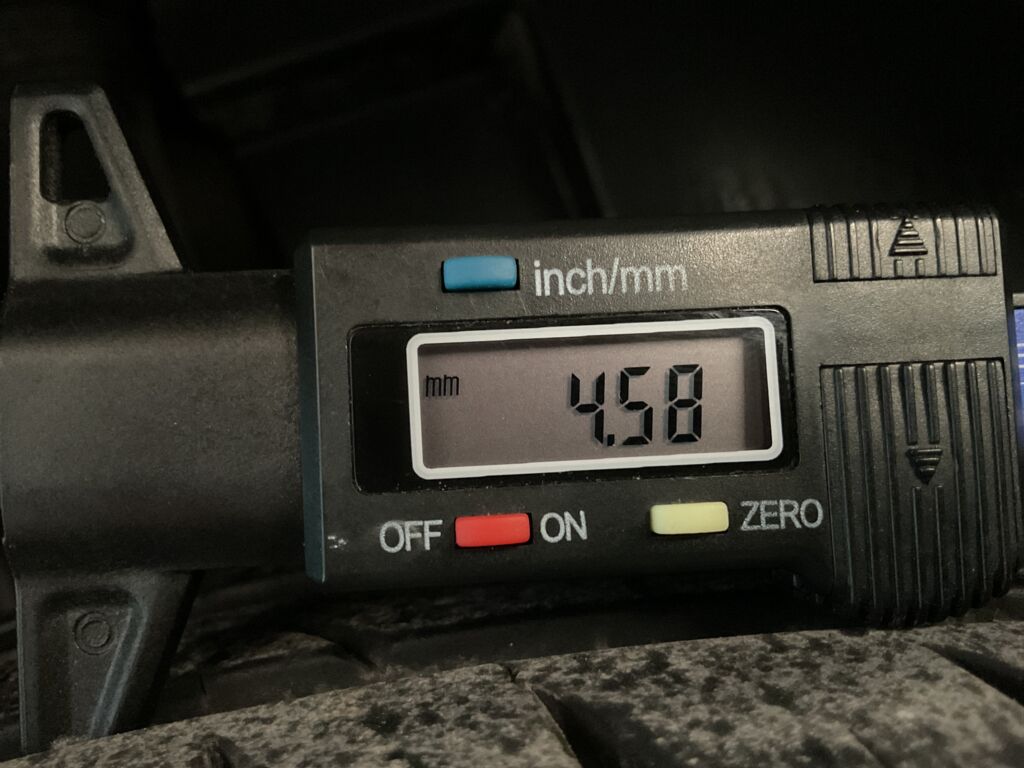 inch/mm
mm 4.58
OFF ON ZERO